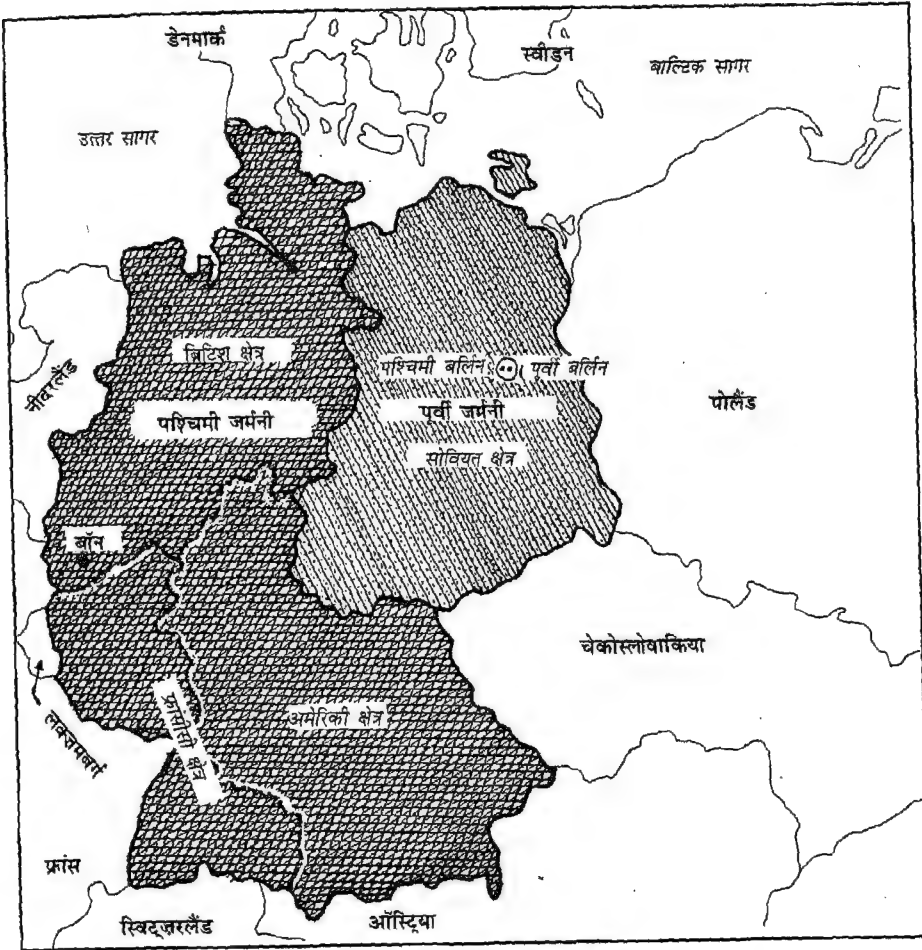 डेनमार्क
स्वीडन
बाल्टिक सागर
उत्तर सागर
नीदरलैंड
ब्रिटिश क्षेत्र
पश्चिमी बर्लिन
पूर्वी बर्लिन
पश्चिमी जर्मनी
पूर्वी जर्मनी
पोलैंड
सोवियत क्षेत्र
बॉन
चेकोस्लोवाकिया
लक्समबर्ग
फ्रांसीसी क्षेत्र
अमेरिकी क्षेत्र
फ्रांस
स्विट्ज़रलैंड
ऑस्ट्रिया